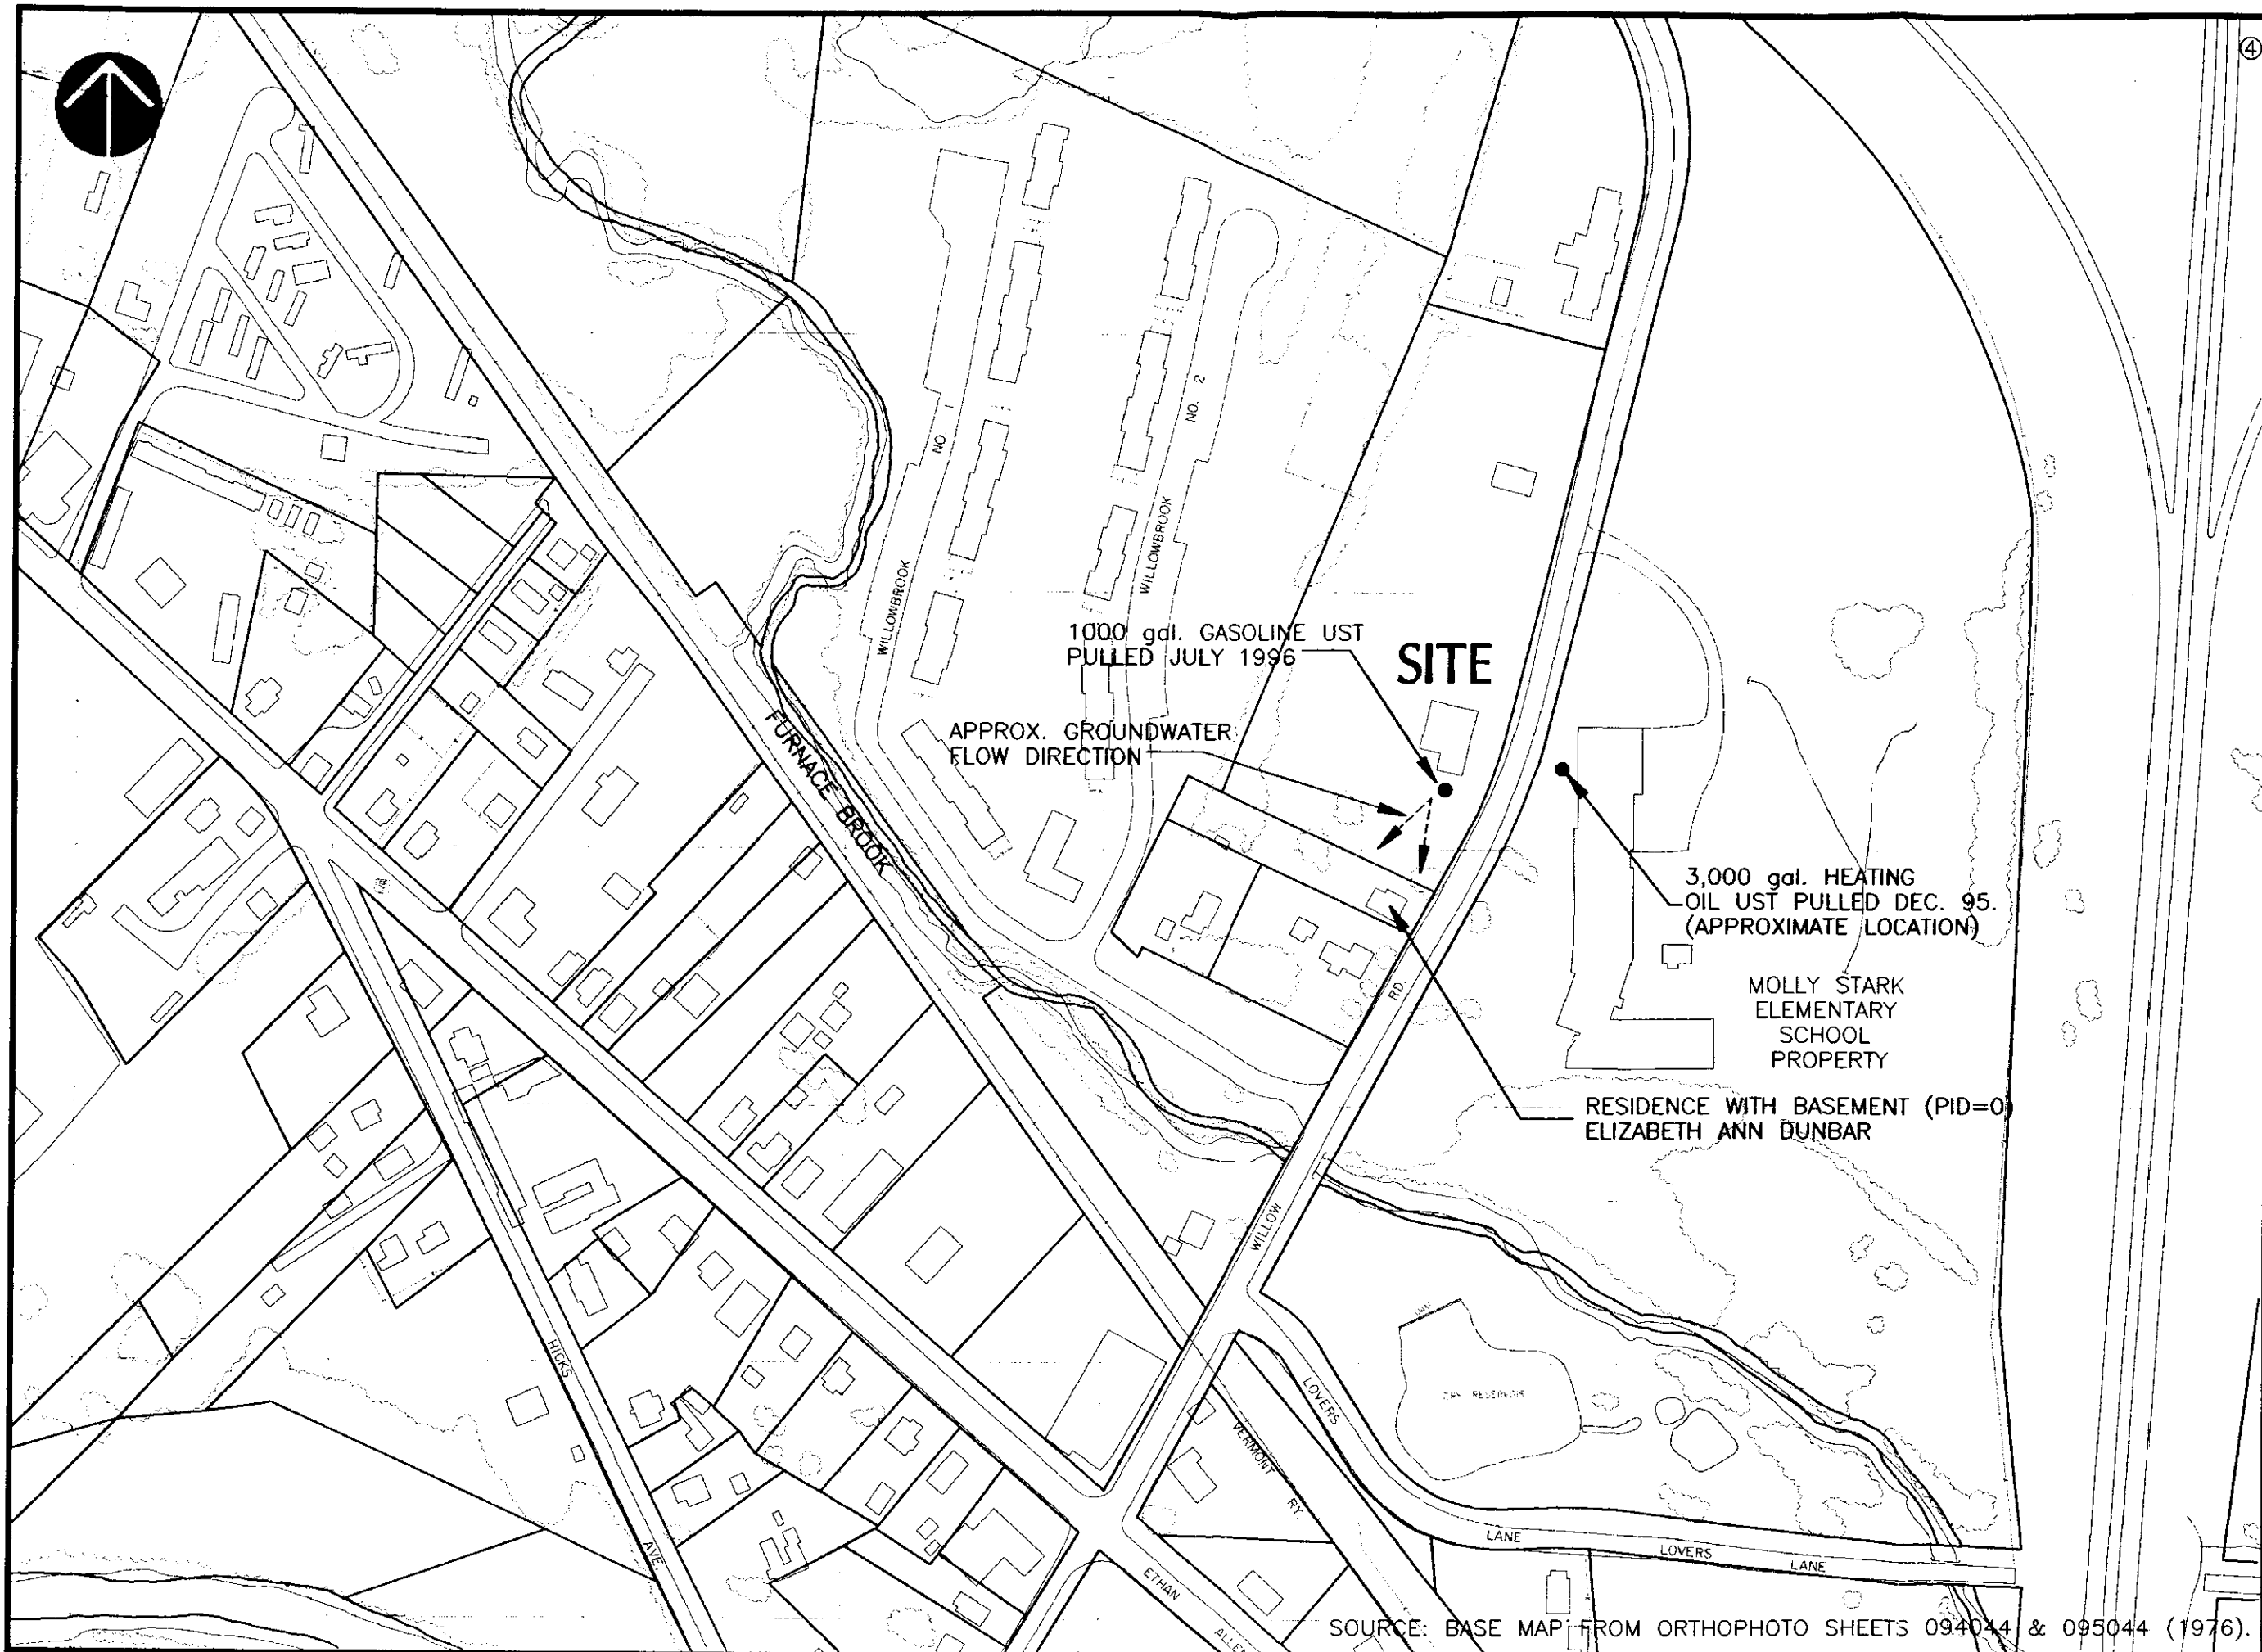 ④
NO. 1
WILLOWBROOK
NO. 2
WILLOWBROOK
1000 gal. GASOLINE UST
PULLED JULY 1996
SITE
APPROX. GROUNDWATER
FLOW DIRECTION
FURNACE BROOK
3,000 gal. HEATING
OIL UST PULLED DEC. 95.
(APPROXIMATE LOCATION)
MOLLY STARK
ELEMENTARY
SCHOOL
PROPERTY
RD.
RESIDENCE WITH BASEMENT (PID=0)
ELIZABETH ANN DUNBAR
WILLOW
HICKS
AVE.
LOVERS
VERMONT
RY.
LANE
LOVERS
LANE
ETHAN
ALLEN
SOURCE: BASE MAP FROM ORTHOPHOTO SHEETS 094044 & 095044 (1976).